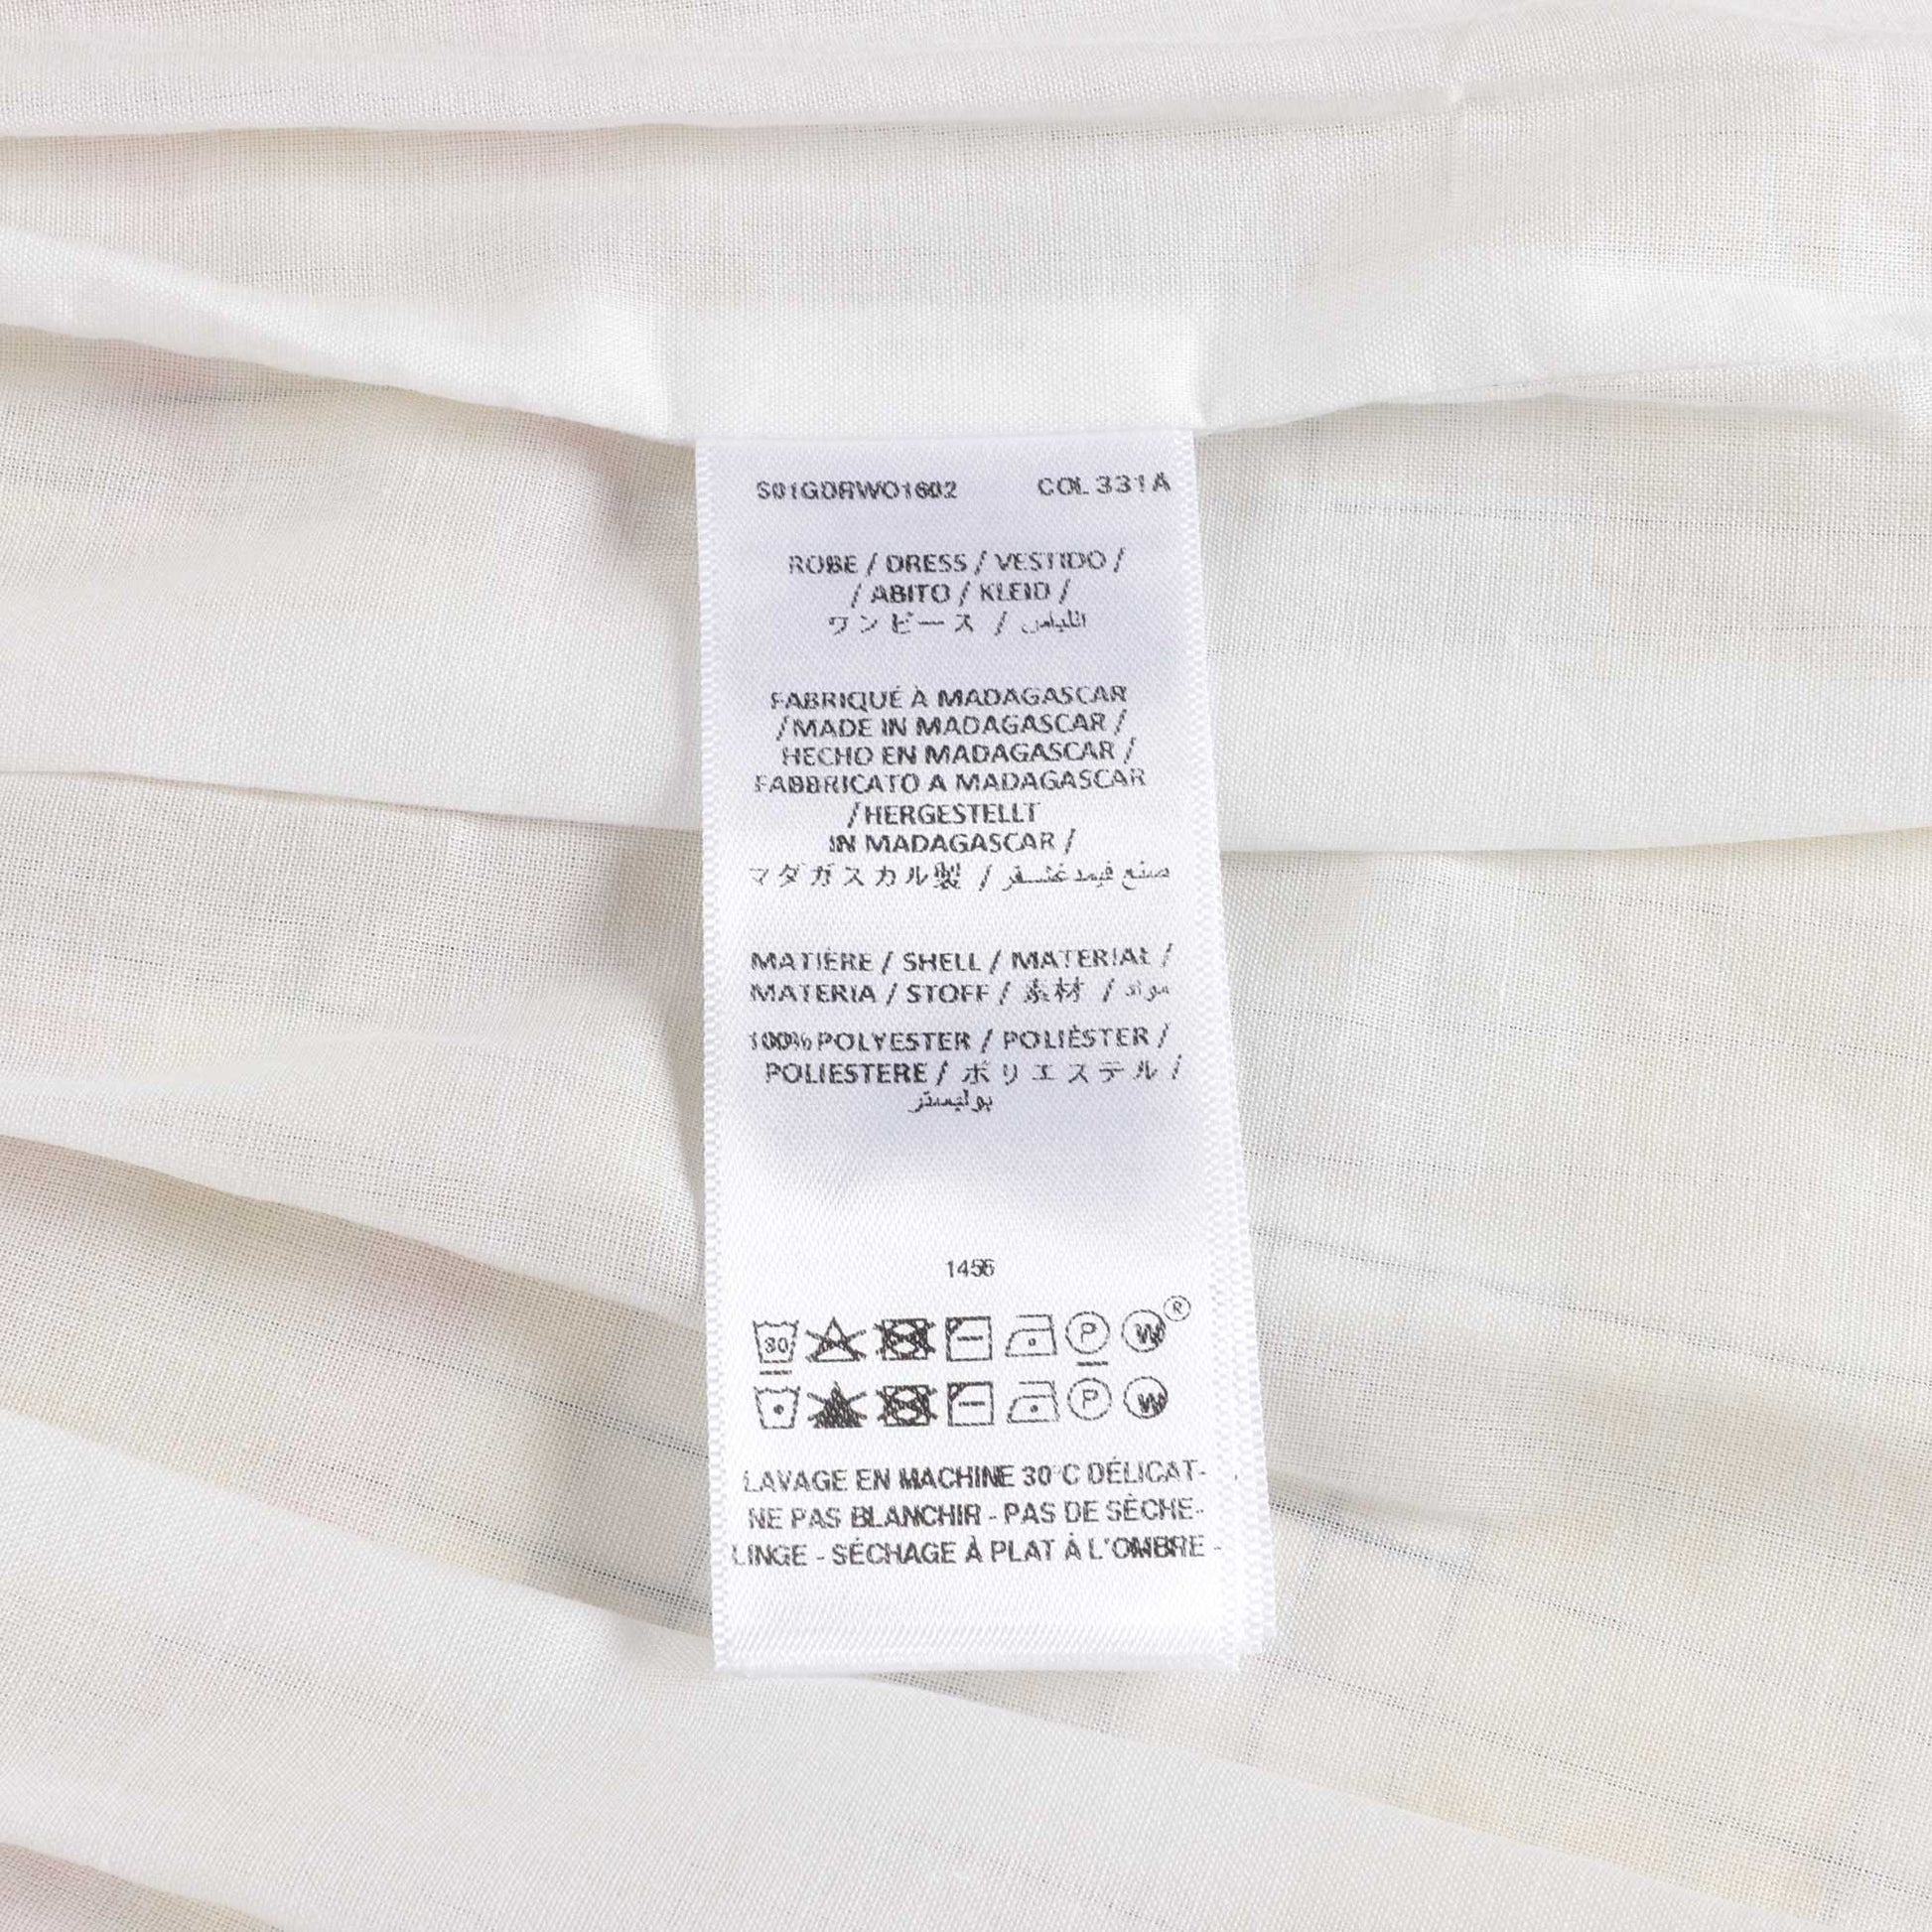 S01GDRWO1602 COL 331A
ROBE / DRESS / VESTIDO /
/ ABITO / KLEID /
ワンピース / اللباس
FABRIQUÉ À MADAGASCAR
/ MADE IN MADAGASCAR /
HECHO EN MADAGASCAR /
FABBRICATO A MADAGASCAR
/ HERGESTELLT
IN MADAGASCAR /
マダガスカル製 / صنع
MATIÈRE / SHELL / MATERIAL /
MATERIA / STOFF / 素材 / مواد
100% POLYESTER / POLIÉSTER /
POLIESTERE / ポリエステル /
بوليستر
1456
30 P W ®
P W
LAVAGE EN MACHINE 30°C DÉLICAT-
NE PAS BLANCHIR - PAS DE SÈCHE-
LINGE - SÉCHAGE À PLAT À L'OMBRE -